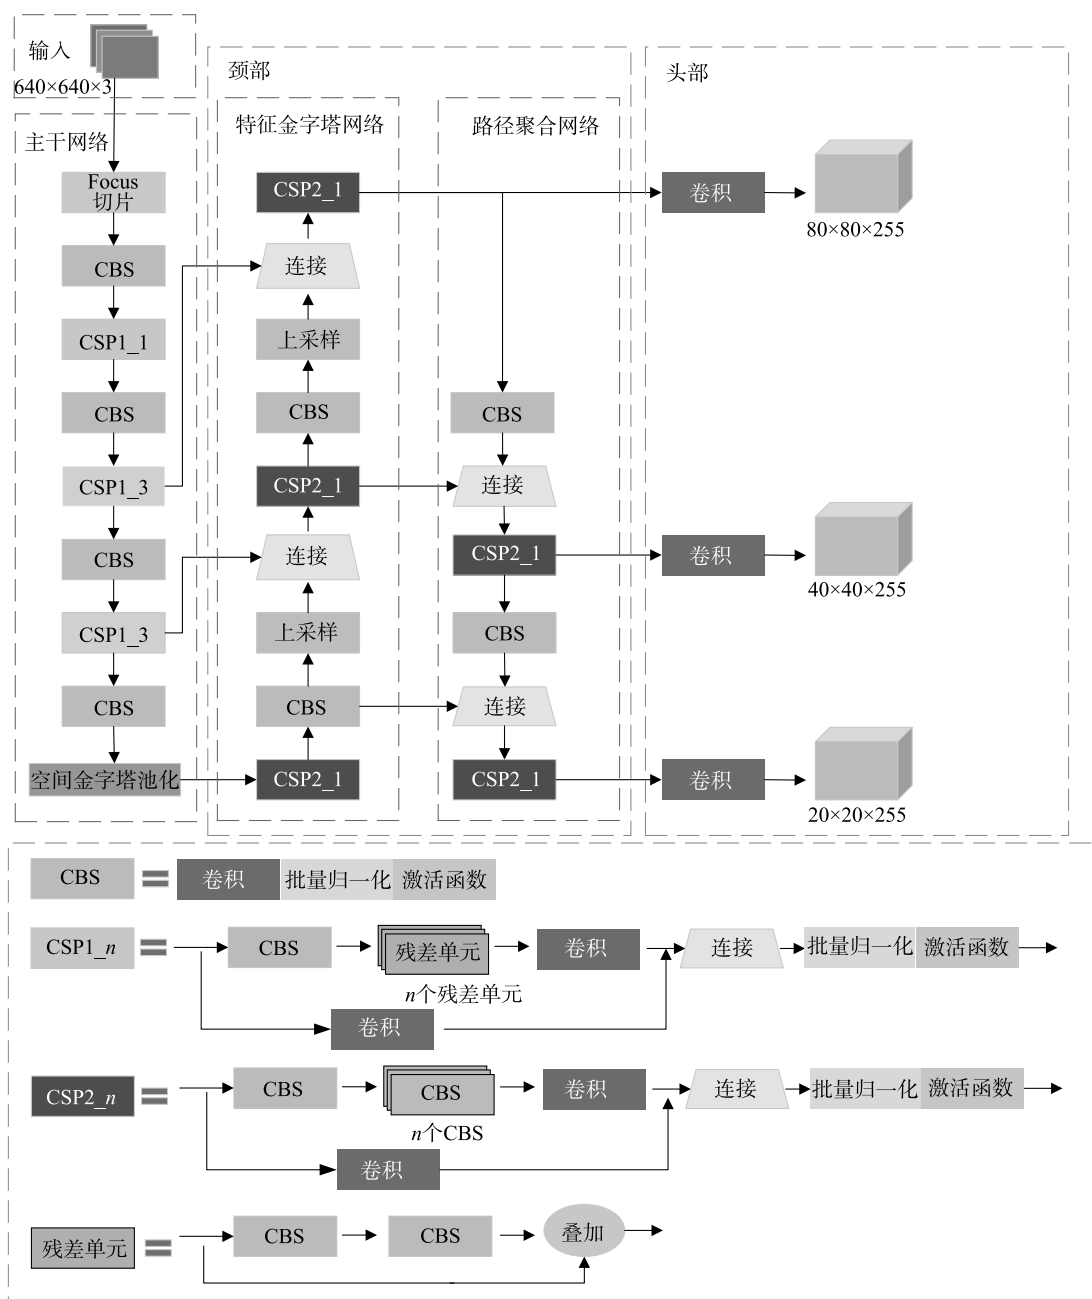 输入
640×640×3
主干网络
Focus
切片
CBS
CSP1_1
CBS
CSP1_3
CBS
CSP1_3
CBS
空间金字塔池化
颈部
特征金字塔网络
CSP2_1
连接
上采样
CBS
CSP2_1
连接
上采样
CBS
CSP2_1
路径聚合网络
CBS
连接
CSP2_1
CBS
连接
CSP2_1
头部
卷积
80×80×255
卷积
40×40×255
卷积
20×20×255
CBS 卷积 批量归一化 激活函数
CSP1_n CBS 残差单元 卷积 连接 批量归一化 激活函数
n个残差单元
卷积
CSP2_n CBS CBS 卷积 连接 批量归一化 激活函数
n个CBS
卷积
残差单元 CBS CBS 叠加